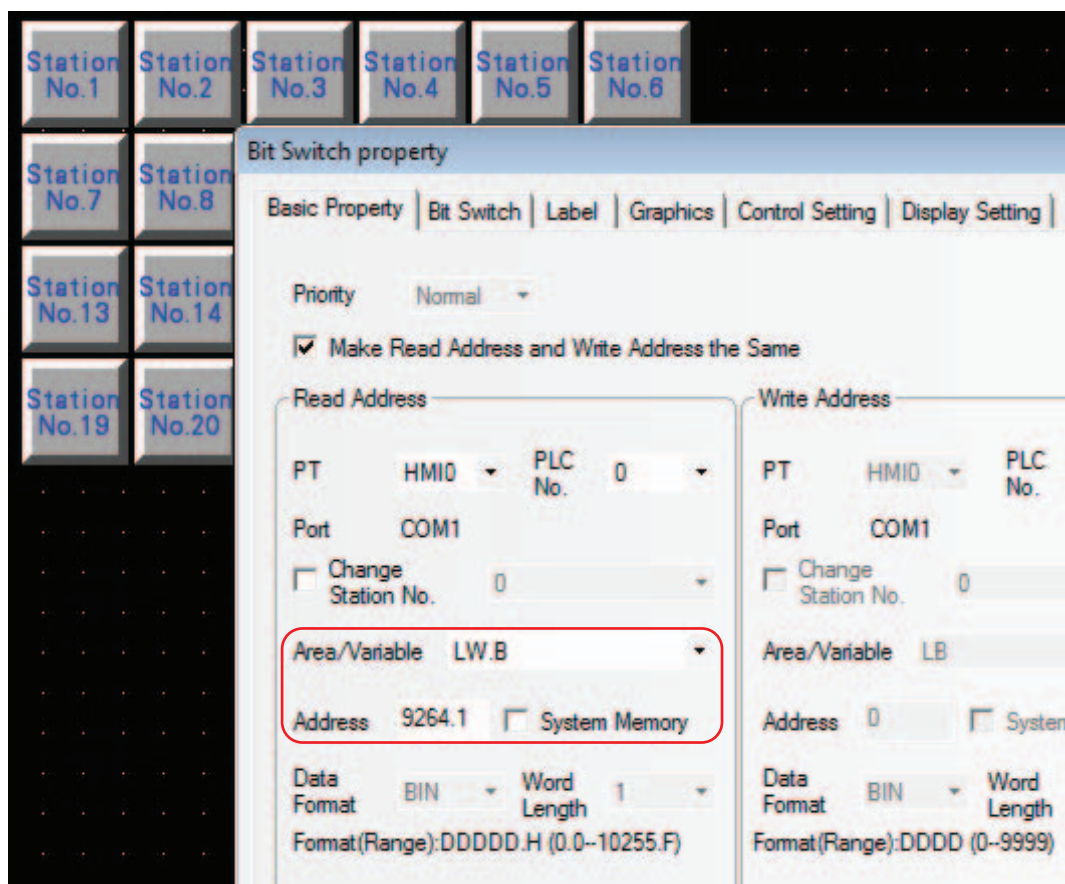 Station No.1 Station No.2 Station No.3 Station No.4 Station No.5 Station No.6
Station No.7 Station No.8
Station No.13 Station No.14
Station No.19 Station No.20
Bit Switch property
Basic Property Bit Switch Label Graphics Control Setting Display Setting
Priority Normal
Make Read Address and Write Address the Same
Read Address
PT HMI0 PLC No. 0
Port COM1
Change Station No. 0
Area/Variable LW.B
Address 9264.1 System Memory
Data Format BIN Word Length 1
Format(Range):DDDDD.H (0.0--10255.F)
Write Address
PT HMI0 PLC No.
Port COM1
Change Station No. 0
Area/Variable LB
Address 0 System
Data Format BIN Word Length
Format(Range):DDDD (0--9999)